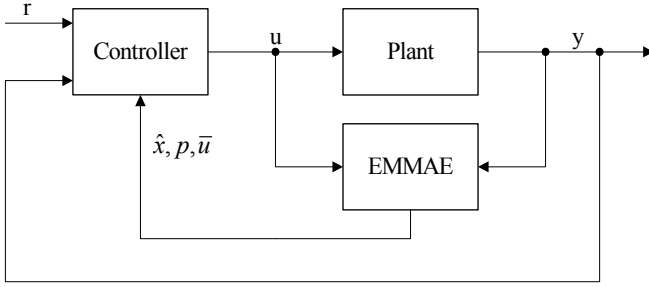 r
Controller
u
Plant
y
x̂, p, u̅
EMMAE